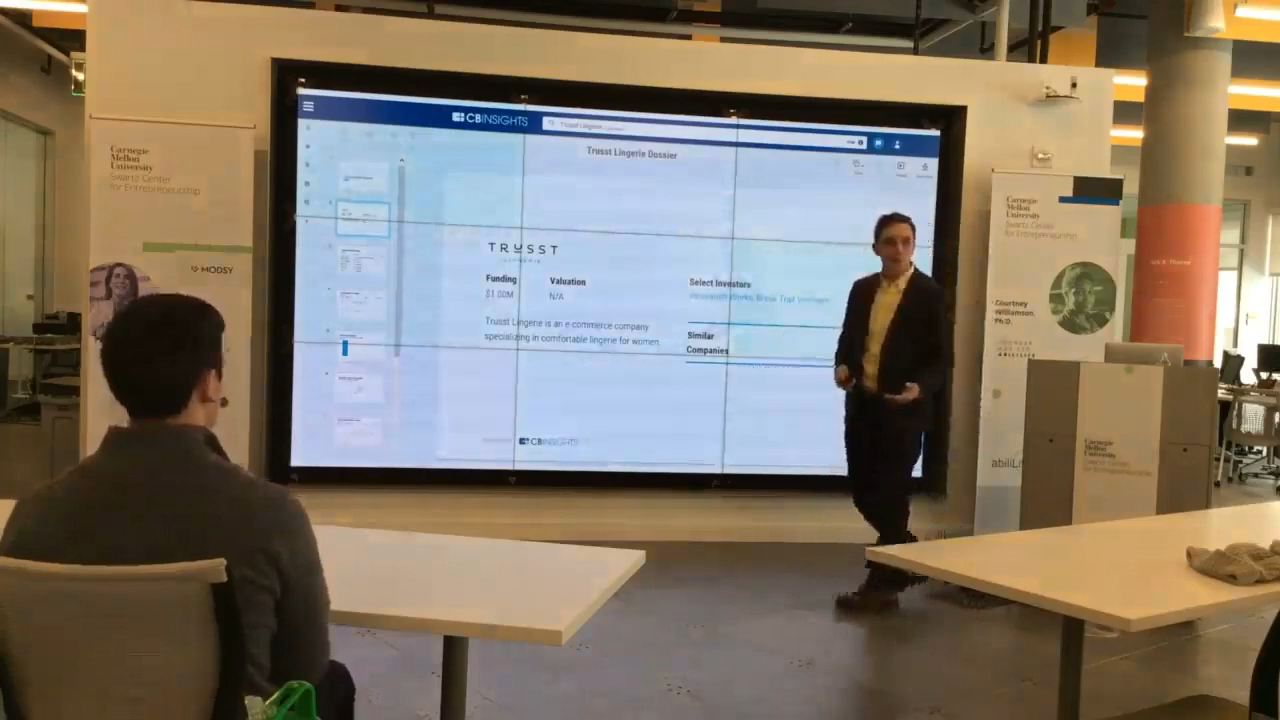 CBINSIGHTS
Trusst Lingerie
Trusst Lingerie Dossier
TRUSST
LINGERIE
Funding
Valuation
$1.00M
N/A
Trusst Lingerie is an e-commerce company
specializing in comfortable lingerie for women.
Select Investors
Similar
Companies
CBINSIGHTS
Carnegie
Mellon
University
Swartz Center
for Entrepreneurship
MODSY
Carnegie
Mellon
University
Swartz Center
for Entrepreneurship
Courtney
Williamson,
Ph.D.
abiliLi
Carnegie
Mellon
University
Swartz Center
for Entrepreneurship